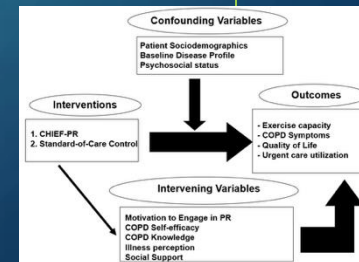 Confounding Variables
Patient Sociodemographics
Baseline Disease Profile
Psychosocial status
Interventions
1. CHIEF-PR
2. Standard-of-Care Control
Outcomes
- Exercise capacity
- COPD Symptoms
- Quality of Life
- Urgent care utilization
Intervening Variables
Motivation to Engage in PR
COPD Self-efficacy
COPD Knowledge
Illness perception
Social Support